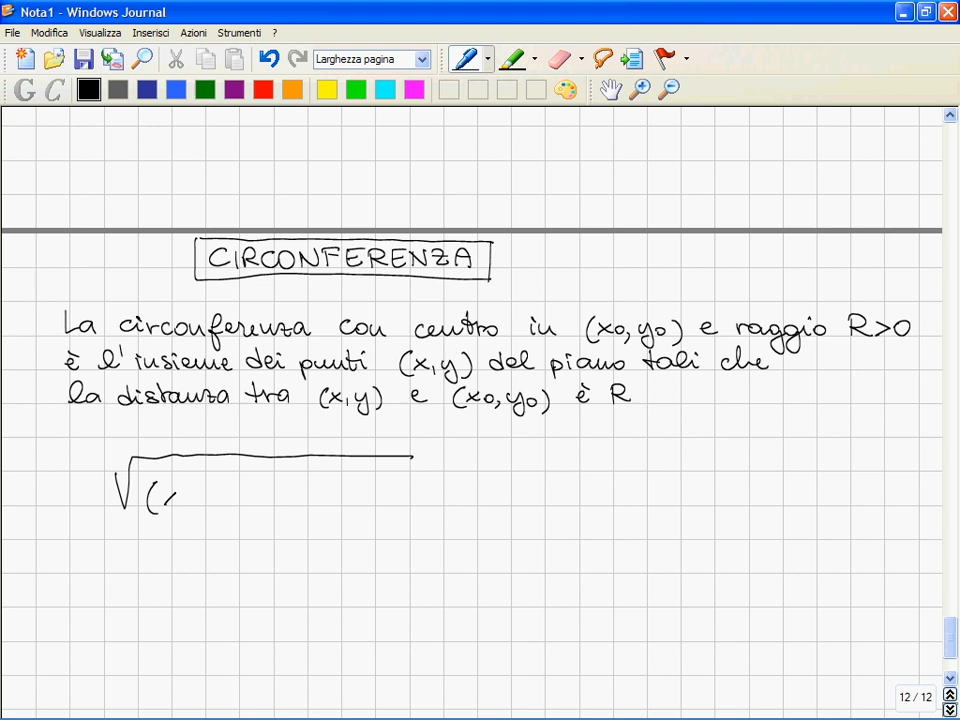 Nota1 - Windows Journal
File Modifica Visualizza Inserisci Azioni Strumenti ?
Larghezza pagina
G C
CIRCONFERENZA
La circonferenza con centro in (x0,y0) e raggio R>0
è l'insieme dei punti (x,y) del piano tali che
la distanza tra (x,y) e (x0,y0) è R
√(
12 / 12